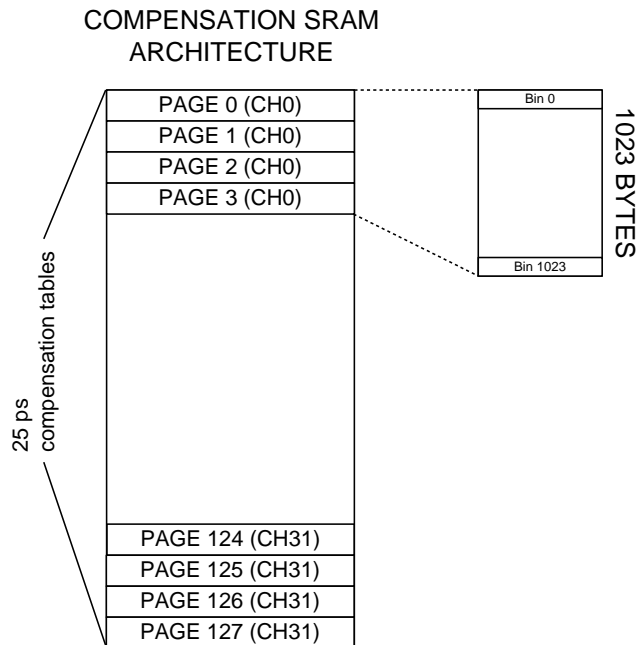 COMPENSATION SRAM
ARCHITECTURE
PAGE 0 (CH0)
PAGE 1 (CH0)
PAGE 2 (CH0)
PAGE 3 (CH0)
Bin 0
Bin 1023
1023 BYTES
25 ps
compensation tables
PAGE 124 (CH31)
PAGE 125 (CH31)
PAGE 126 (CH31)
PAGE 127 (CH31)